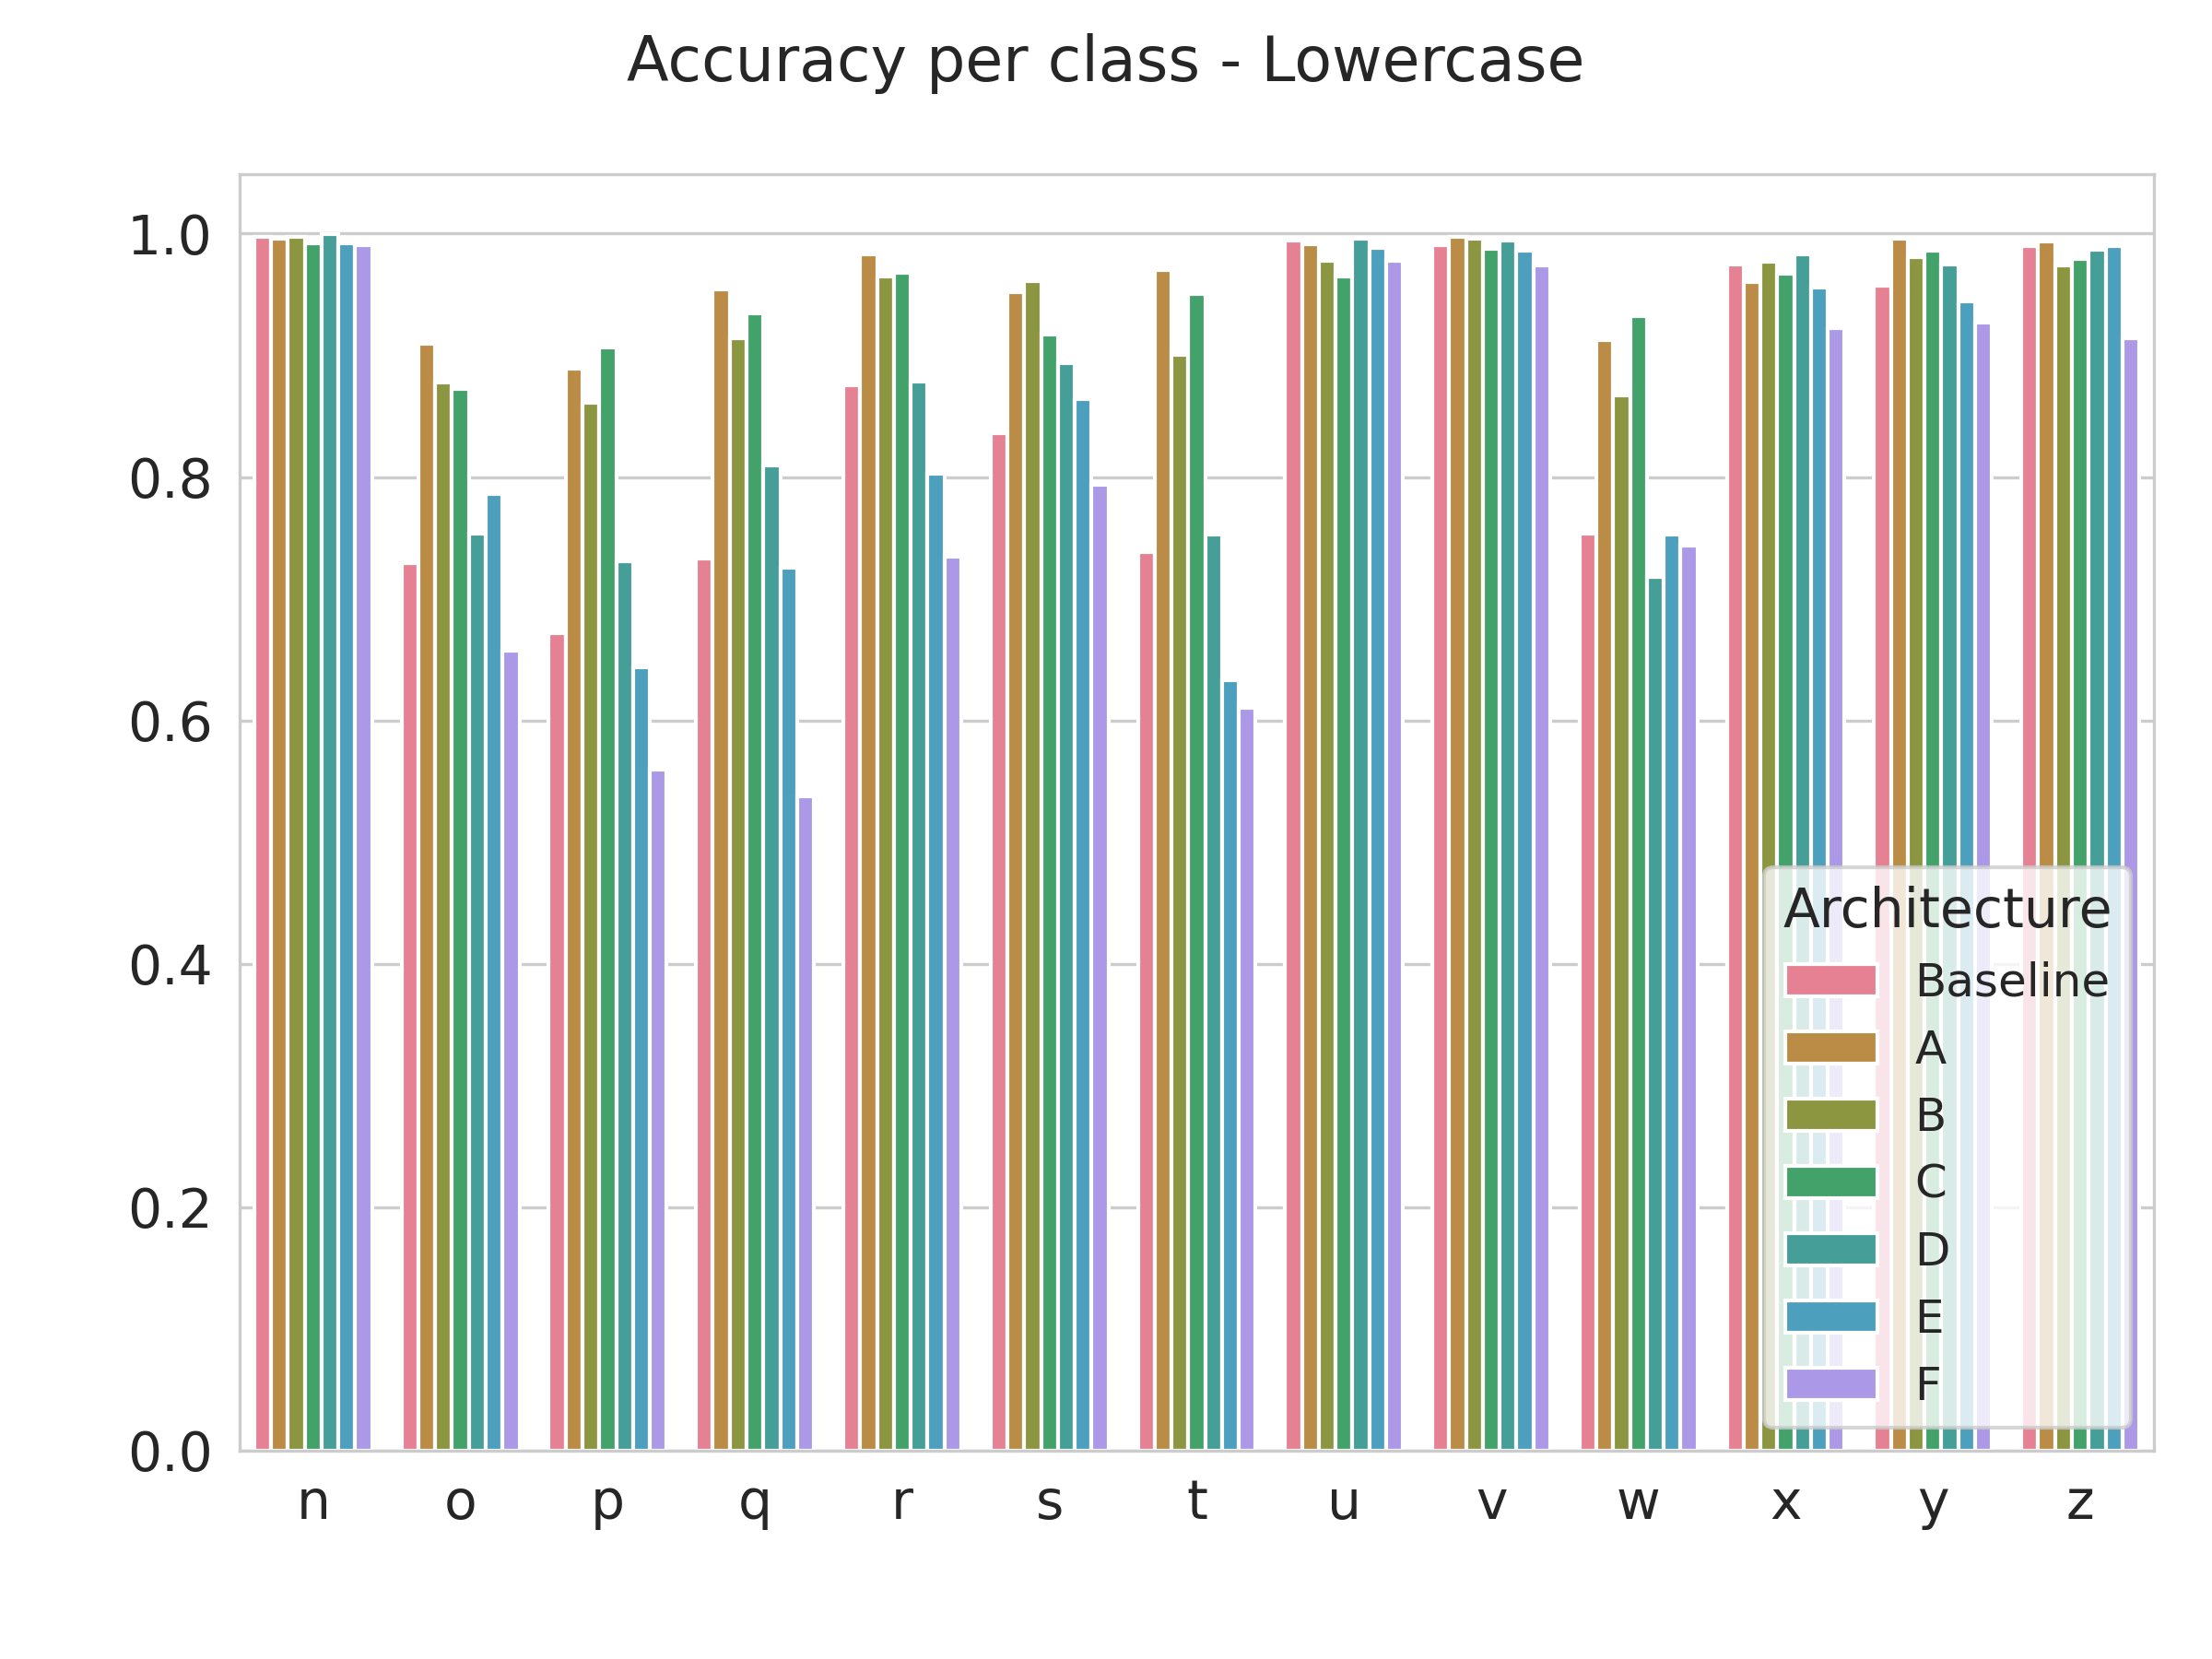 Accuracy per class - Lowercase
1.0
0.8
0.6
0.4
0.2
0.0
n o p q r s t u v w x y z
Architecture
Baseline
A
B
C
D
E
F